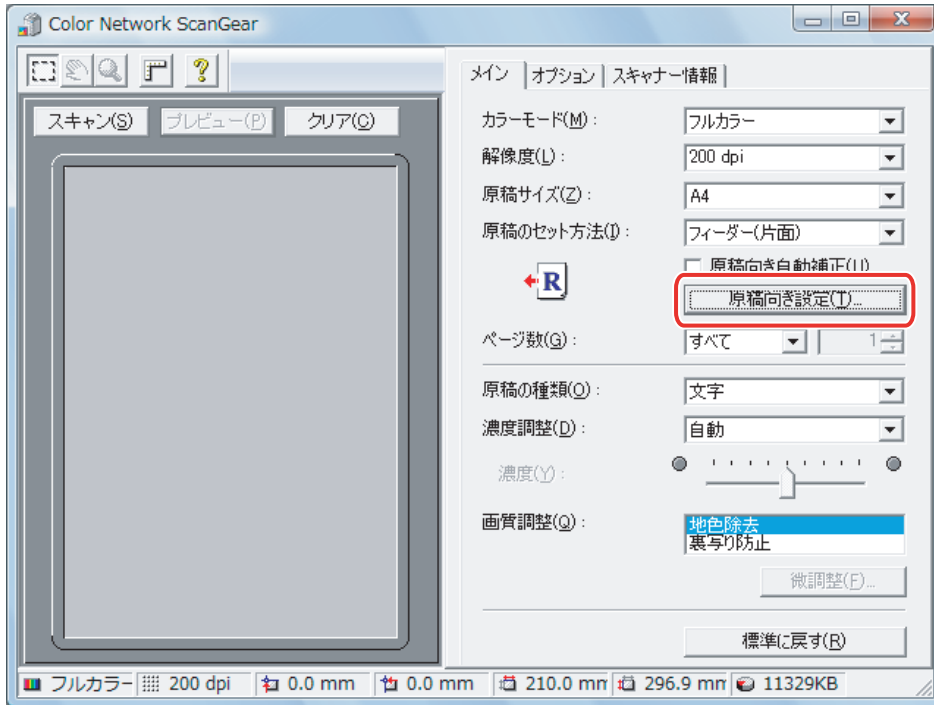 Color Network ScanGear
メイン オプション スキャナー情報
スキャン(S) プレビュー(P) クリア(C)
カラーモード(M) : フルカラー
解像度(L) : 200 dpi
原稿サイズ(Z) : A4
原稿のセット方法(I) : フィーダー(片面)
原稿向き自動補正(U)
R
原稿向き設定(T)...
ページ数(G) : すべて 1
原稿の種類(O) : 文字
濃度調整(D) : 自動
濃度(Y) :
画質調整(Q) : 地色除去
裏写り防止
微調整(F)...
標準に戻す(R)
フルカラー 200 dpi 0.0 mm 0.0 mm 210.0 mm 296.9 mm 11329KB